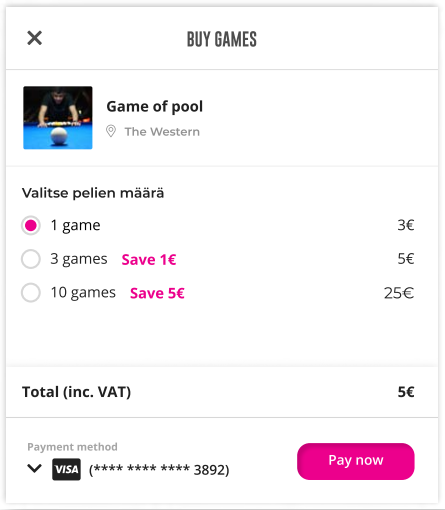 BUY GAMES
Game of pool
The Western
Valitse pelien määrä
1 game 3€
3 games Save 1€ 5€
10 games Save 5€ 25€
Total (inc. VAT) 5€
Payment method
VISA (**** **** **** 3892) Pay now